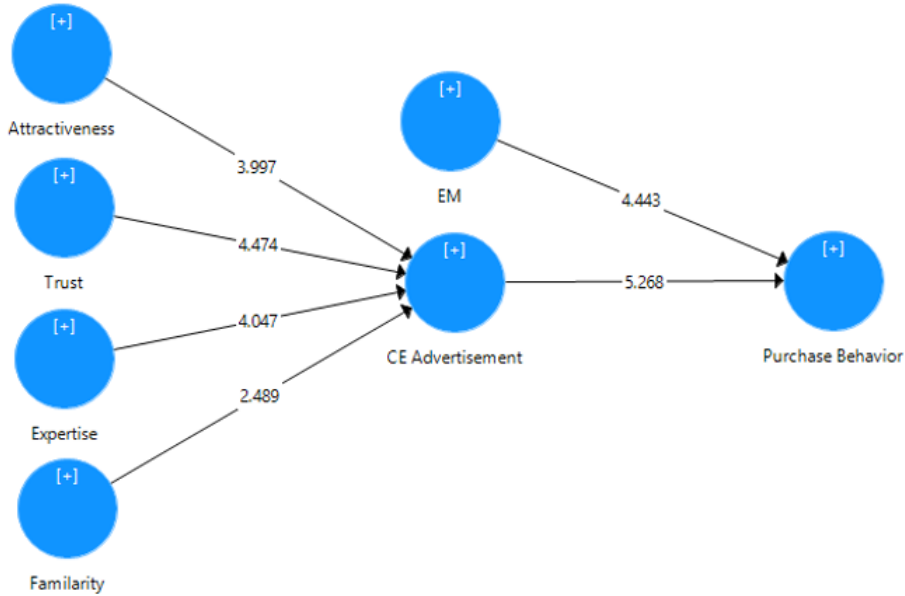 [+]
Attractiveness
3.997
[+]
EM
4.443
[+]
Trust
4.474
[+]
CE Advertisement
5.268
[+]
Purchase Behavior
[+]
Expertise
4.047
2.489
[+]
Familarity